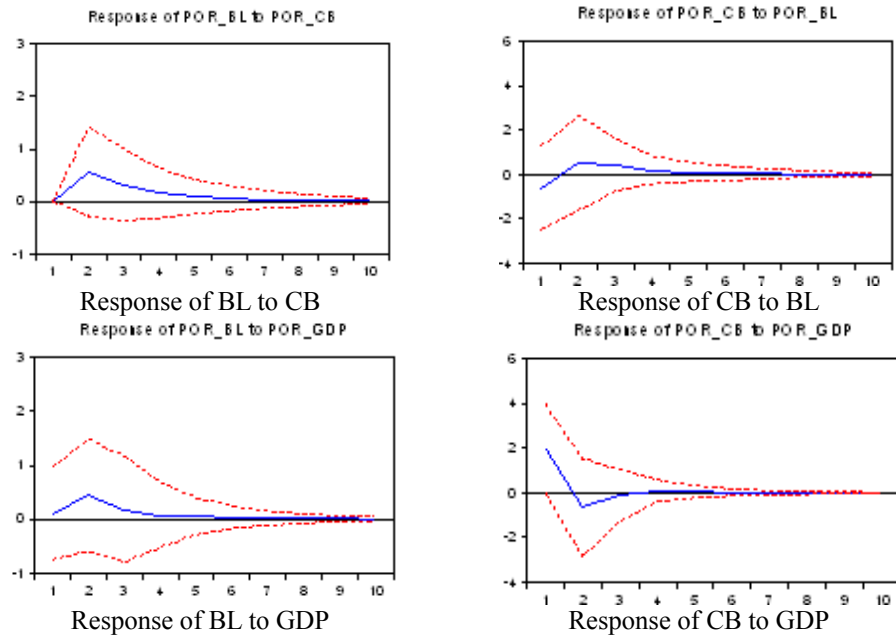 Response of POR_BL to POR_CB
3
2
1
0
-1
1 2 3 4 5 6 7 8 9 10
Response of BL to CB
Response of POR_CB to POR_BL
6
4
2
0
-2
-4
1 2 3 4 5 6 7 8 9 10
Response of CB to BL
Response of POR_BL to POR_GDP
3
2
1
0
-1
1 2 3 4 5 6 7 8 9 10
Response of BL to GDP
Response of POR_CB to POR_GDP
6
4
2
0
-2
-4
1 2 3 4 5 6 7 8 9 10
Response of CB to GDP